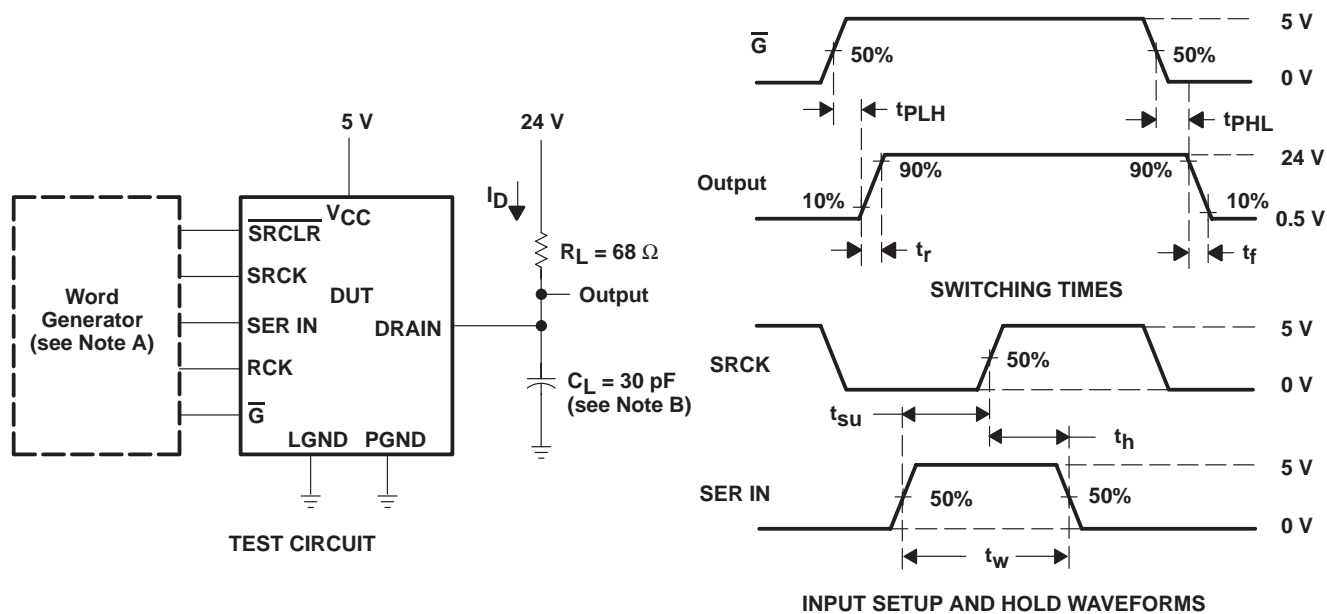 5 V
24 V
I_D
Word
Generator
(see Note A)
SRCLR
SRCK
SER IN
RCK
G
V_CC
DUT
DRAIN
LGND PGND
R_L = 68 Ω
Output
C_L = 30 pF
(see Note B)
TEST CIRCUIT
G
50%
50%
5 V
0 V
t_PLH
t_PHL
Output
10%
90%
90%
10%
24 V
0.5 V
t_r
t_f
SWITCHING TIMES
SRCK
50%
5 V
0 V
t_su
t_h
SER IN
50%
50%
5 V
0 V
t_w
INPUT SETUP AND HOLD WAVEFORMS